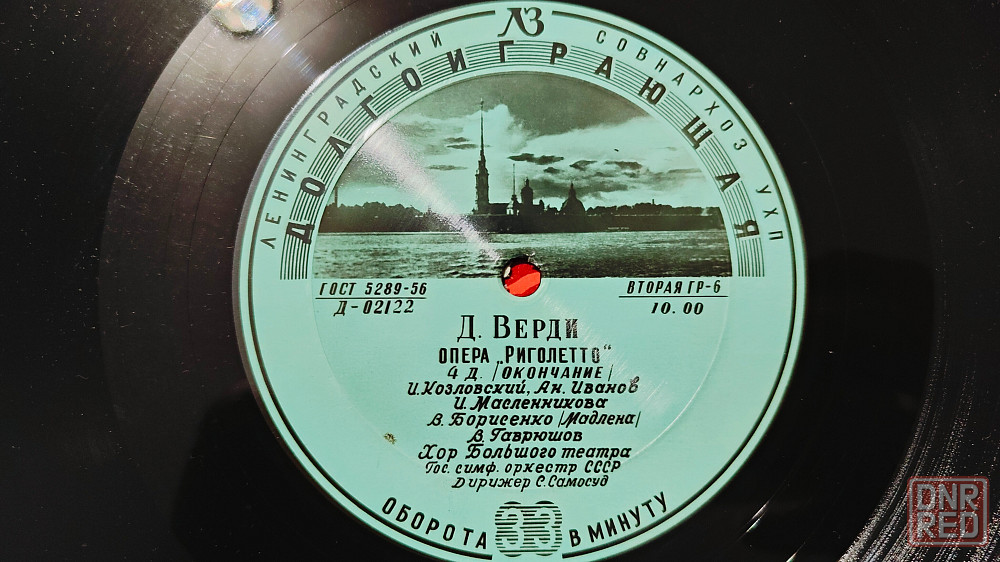 ЛЗ
ЛЕНИНГРАДСКИЙ СОВНАРХОЗ УХП
ДОЛГОИГРАЮЩАЯ
ГОСТ 5289-56
Д-02122
ВТОРАЯ ГР-6
10.00
Д. ВЕРДИ
ОПЕРА „РИГОЛЕТТО"
4 Д. /ОКОНЧАНИЕ/
И. Козловский, Ан. Иванов
И. Масленникова
В. Борисенко /Мадлена/
В. Гаврюшов
Хор Большого театра
Гос. симф. оркестр СССР
Дирижер С. Самосуд
ОБОРОТА 33 В МИНУТУ
DNR
RED